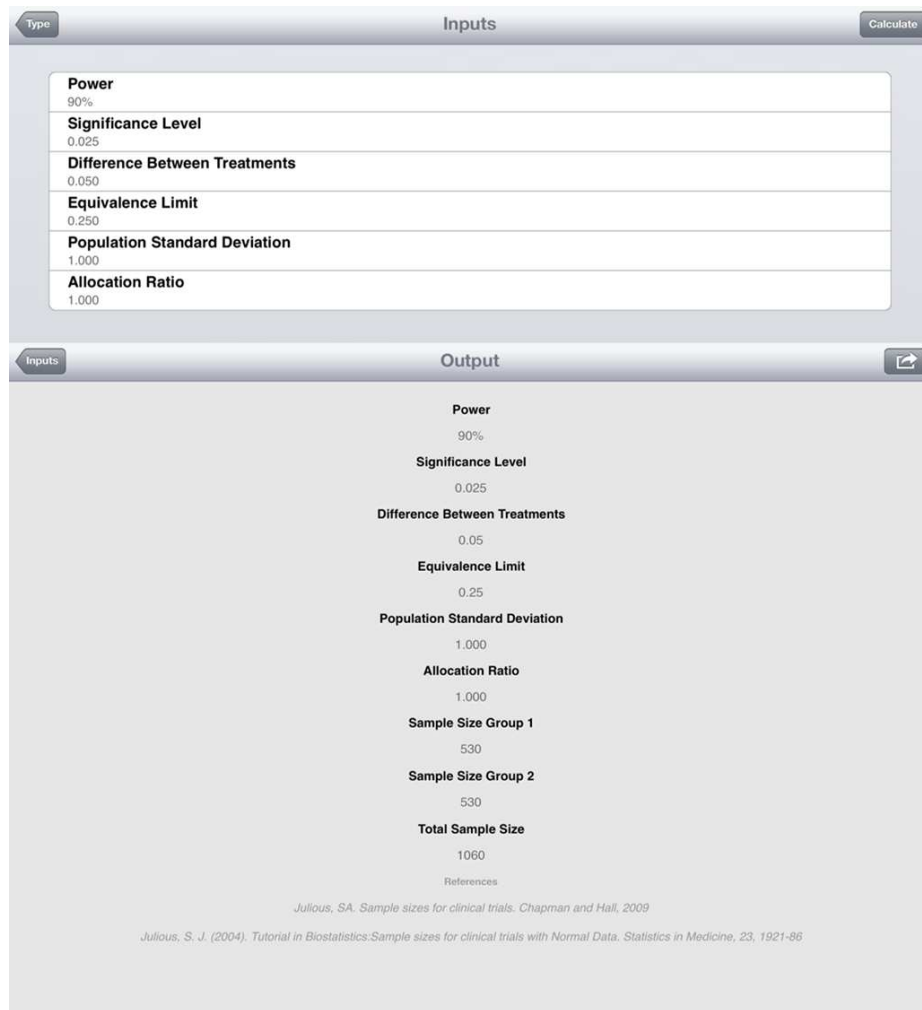 Type
Inputs
Calculate
Power
90%
Significance Level
0.025
Difference Between Treatments
0.050
Equivalence Limit
0.250
Population Standard Deviation
1.000
Allocation Ratio
1.000
Inputs
Output
Power
90%
Significance Level
0.025
Difference Between Treatments
0.05
Equivalence Limit
0.25
Population Standard Deviation
1.000
Allocation Ratio
1.000
Sample Size Group 1
530
Sample Size Group 2
530
Total Sample Size
1060
References
Julious, SA. Sample sizes for clinical trials. Chapman and Hall, 2009
Julious, S. J. (2004). Tutorial in Biostatistics:Sample sizes for clinical trials with Normal Data. Statistics in Medicine, 23, 1921-86